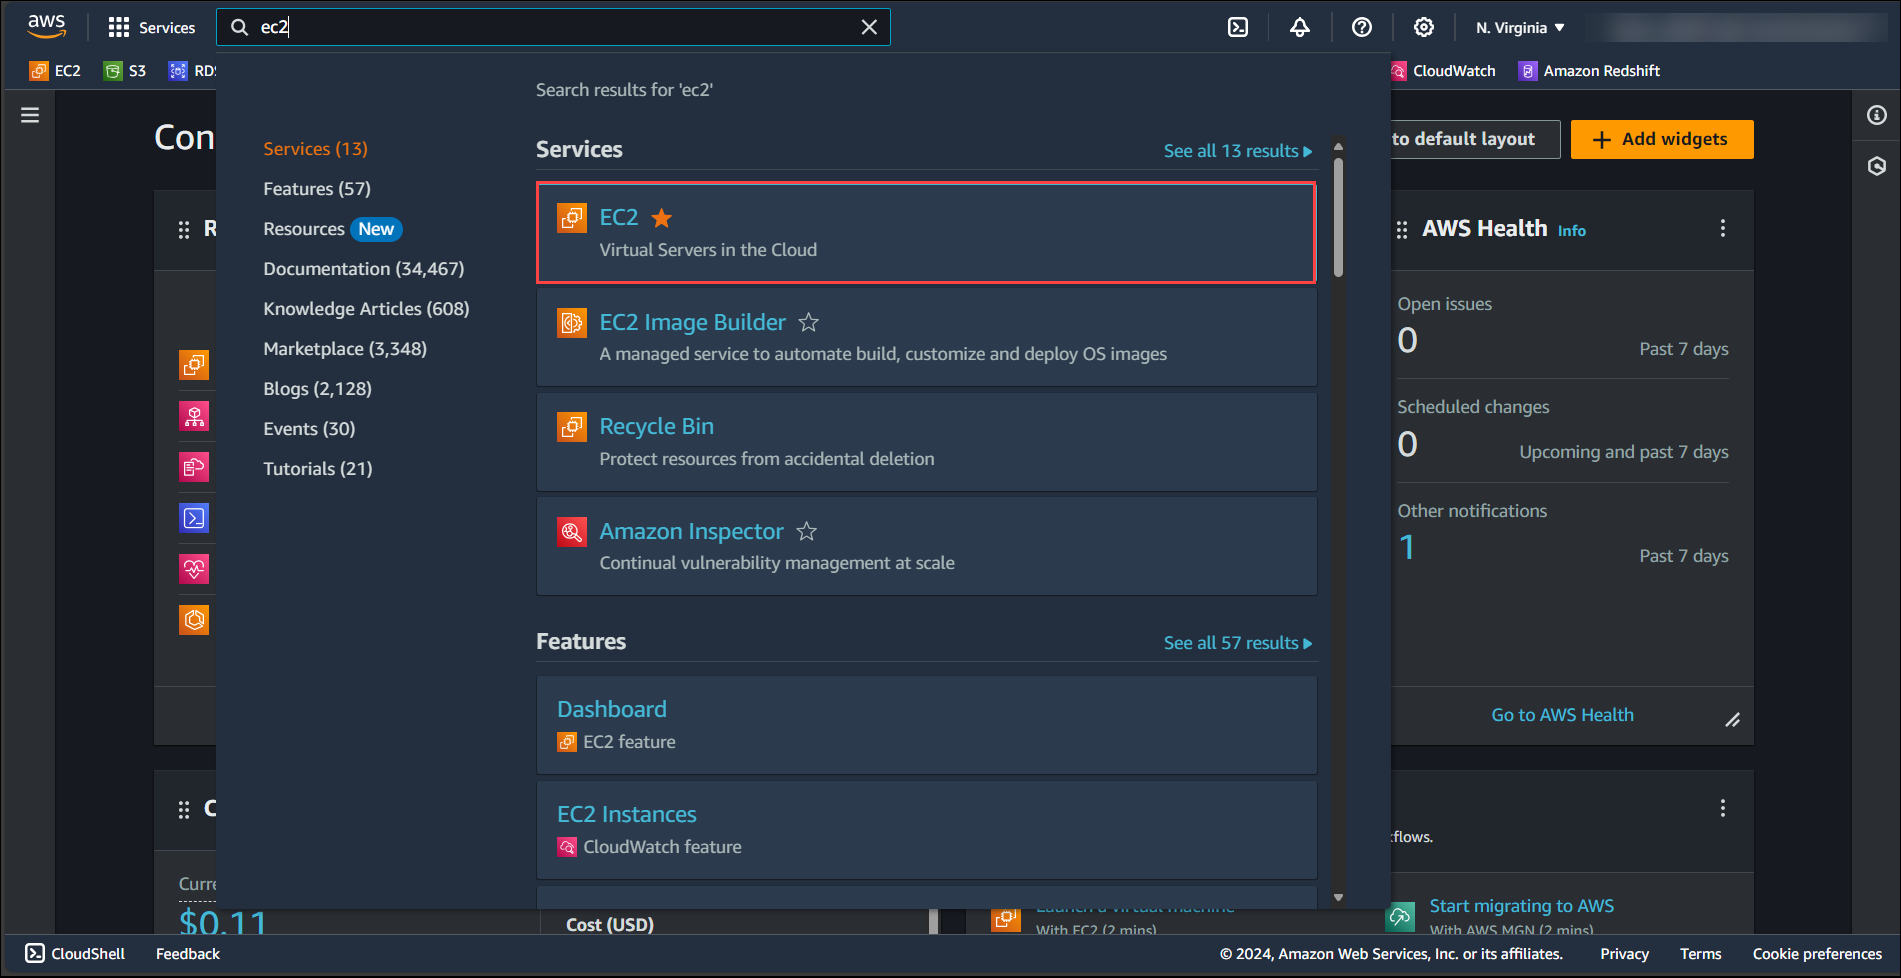 aws
Services
ec2
N. Virginia
EC2
S3
RDS
CloudWatch
Amazon Redshift
Search results for 'ec2'
Con
to default layout
Add widgets
Services (13)
Features (57)
Resources New
Documentation (34,467)
Knowledge Articles (608)
Marketplace (3,348)
Blogs (2,128)
Events (30)
Tutorials (21)
Services
See all 13 results
EC2
Virtual Servers in the Cloud
EC2 Image Builder
A managed service to automate build, customize and deploy OS images
Recycle Bin
Protect resources from accidental deletion
Amazon Inspector
Continual vulnerability management at scale
Features
See all 57 results
Dashboard
EC2 feature
EC2 Instances
CloudWatch feature
R
AWS Health Info
Open issues
0
Past 7 days
Scheduled changes
0
Upcoming and past 7 days
Other notifications
1
Past 7 days
Go to AWS Health
C
Curre
$0.11
Cost (USD)
Launch a virtual machine
With EC2 (2 mins)
kflows.
Start migrating to AWS
With AWS MGN (2 mins)
CloudShell
Feedback
© 2024, Amazon Web Services, Inc. or its affiliates.
Privacy
Terms
Cookie preferences